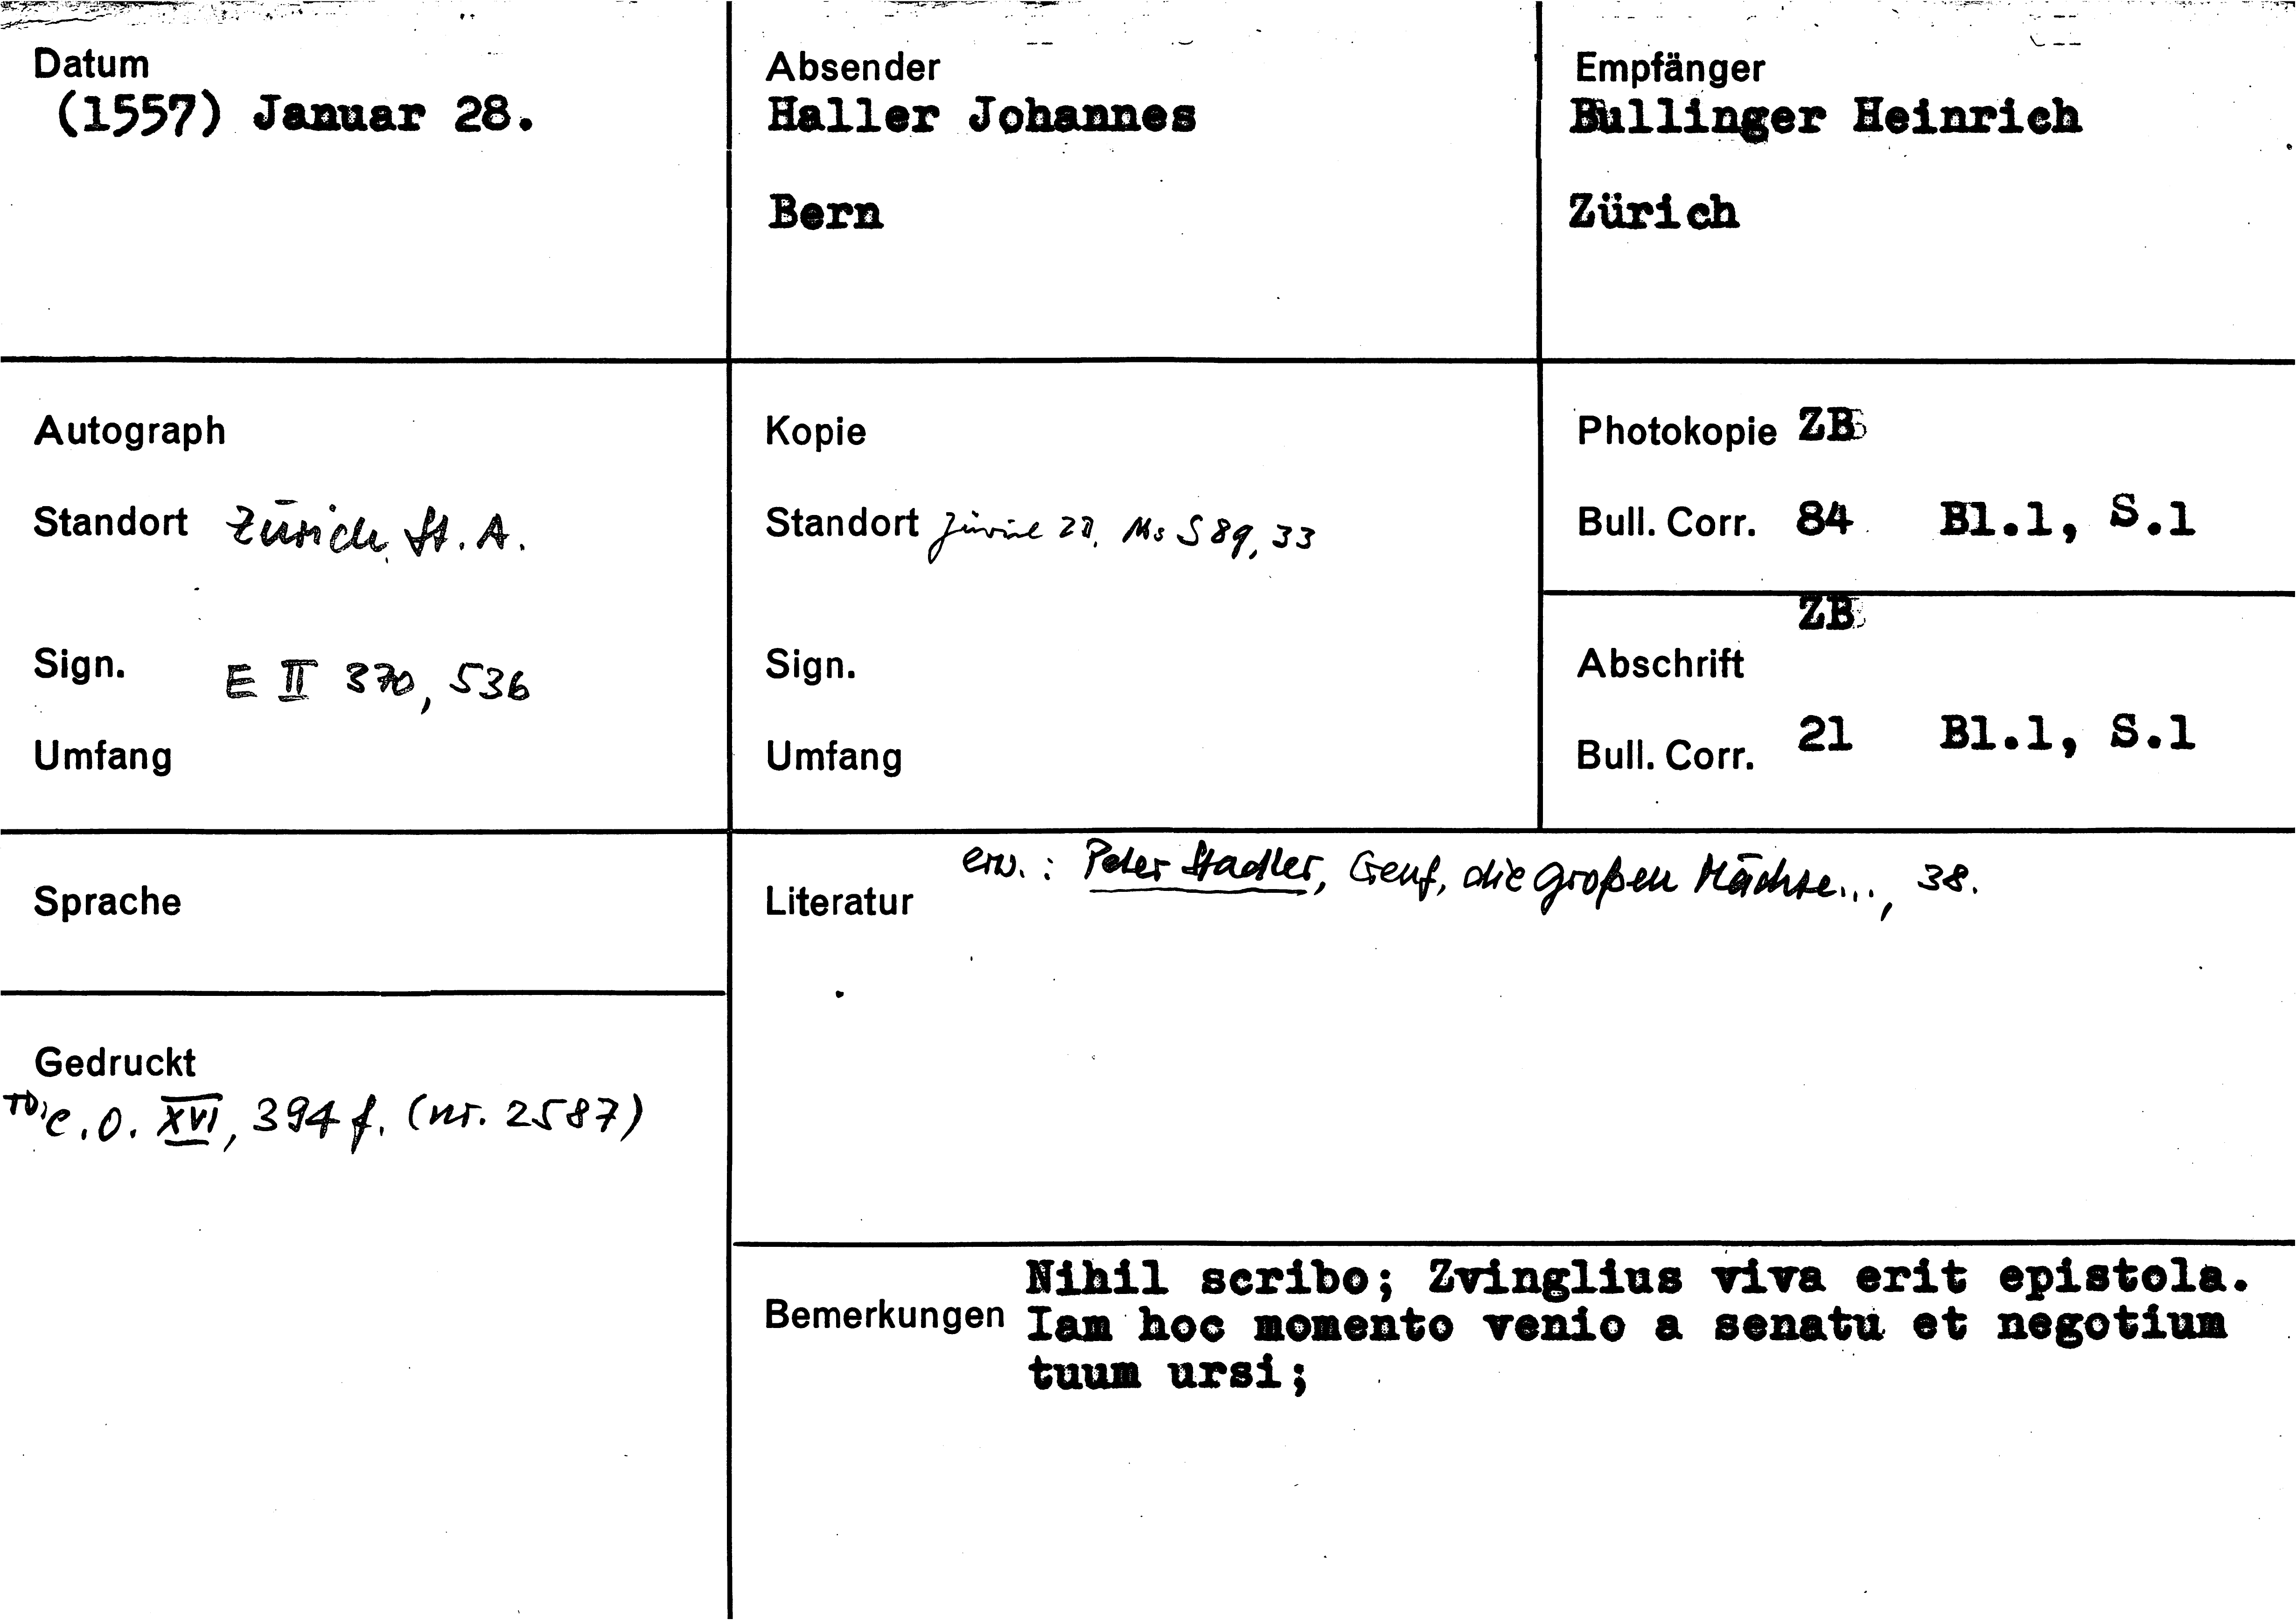 Datum
(1557) Januar 28.
Absender
Haller Johannes
Bern
Empfänger
Bullinger Heinrich
Zürich
Autograph
Standort Zürich St. A.
Sign. E II 370, 536
Umfang
Kopie
Standort Zürich ZB, Ms S 89, 33
Sign.
Umfang
Photokopie ZB
Bull. Corr. 84 Bl.1, S.1
ZB
Abschrift
Bull. Corr. 21 Bl.1, S.1
Sprache
Gedruckt
TD, C.O. XVI, 394 f. (nr. 2587)
Literatur erw.: Peter Stadler, Genf, die großen Mächte..., 38.
Bemerkungen
Nihil scribo; Zvinglius viva erit epistola.
Iam hoc momento venio a senatu et negotium
tuum ursi;